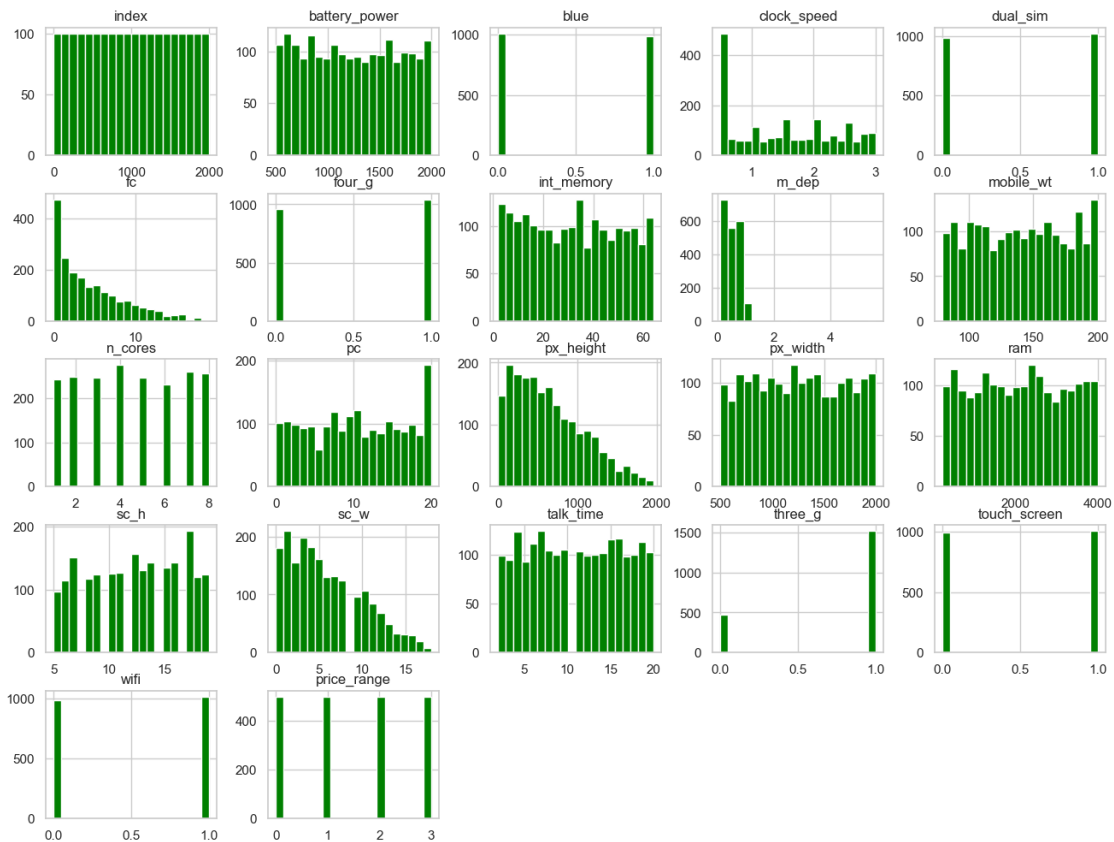 index battery_power blue clock_speed dual_sim
100 50 0 0 1000 2000
100 50 0 500 1000 1500 2000
1000 500 0 0.0 0.5 1.0
400 200 0 1 2 3
1000 500 0 0.0 0.5 1.0
fc four_g int_memory m_dep mobile_wt
400 200 0 0 10
1000 500 0 0.0 0.5 1.0
100 50 0 0 20 40 60
600 400 200 0 0 2 4
100 50 0 100 150 200
n_cores pc px_height px_width ram
200 100 0 2 4 6 8
200 100 0 0 10 20
200 100 0 0 1000 2000
100 50 0 500 1000 1500 2000
100 50 0 2000 4000
sc_h sc_w talk_time three_g touch_screen
200 100 0 5 10 15
200 100 0 0 5 10 15
100 50 0 5 10 15 20
1500 1000 500 0 0.0 0.5 1.0
1000 500 0 0.0 0.5 1.0
wifi price_range
1000 500 0 0.0 0.5 1.0
400 200 0 0 1 2 3